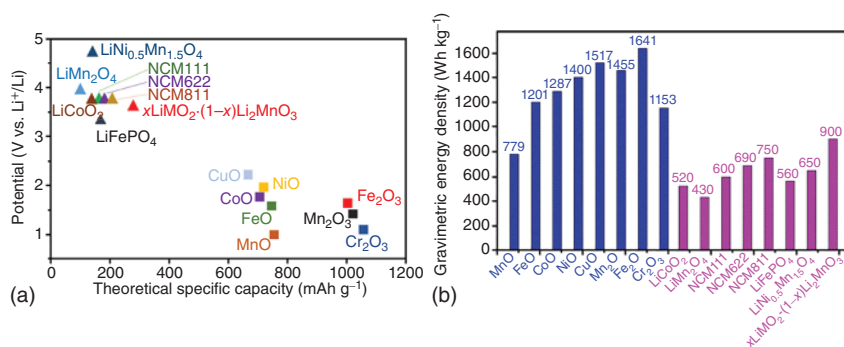 5
4
3
2
1
0
200
400
600
800
1000
1200
Potential (V vs. Li⁺/Li)
Theoretical specific capacity (mAh g⁻¹)
LiNi₀.₅Mn₁.₅O₄
LiMn₂O₄
NCM111
NCM622
NCM811
LiCoO₂
xLiMO₂·(1–x)Li₂MnO₃
LiFePO₄
CuO
NiO
CoO
FeO
MnO
Fe₂O₃
Mn₂O₃
Cr₂O₃
(a)
Gravimetric energy density (Wh kg⁻¹)
1600
1400
1200
1000
800
600
400
200
0
779
1201
1287
1400
1517
1455
1641
1153
520
430
600
690
750
560
650
900
MnO
FeO
CoO
NiO
CuO
Mn₂O
Fe₂O
Cr₂O₃
LiCoO₂
LiMn₂O₄
NCM111
NCM622
NCM811
LiFePO₄
LiNi₀.₅Mn₁.₅O₄
xLiMO₂-(1–x)Li₂MnO₃
(b)